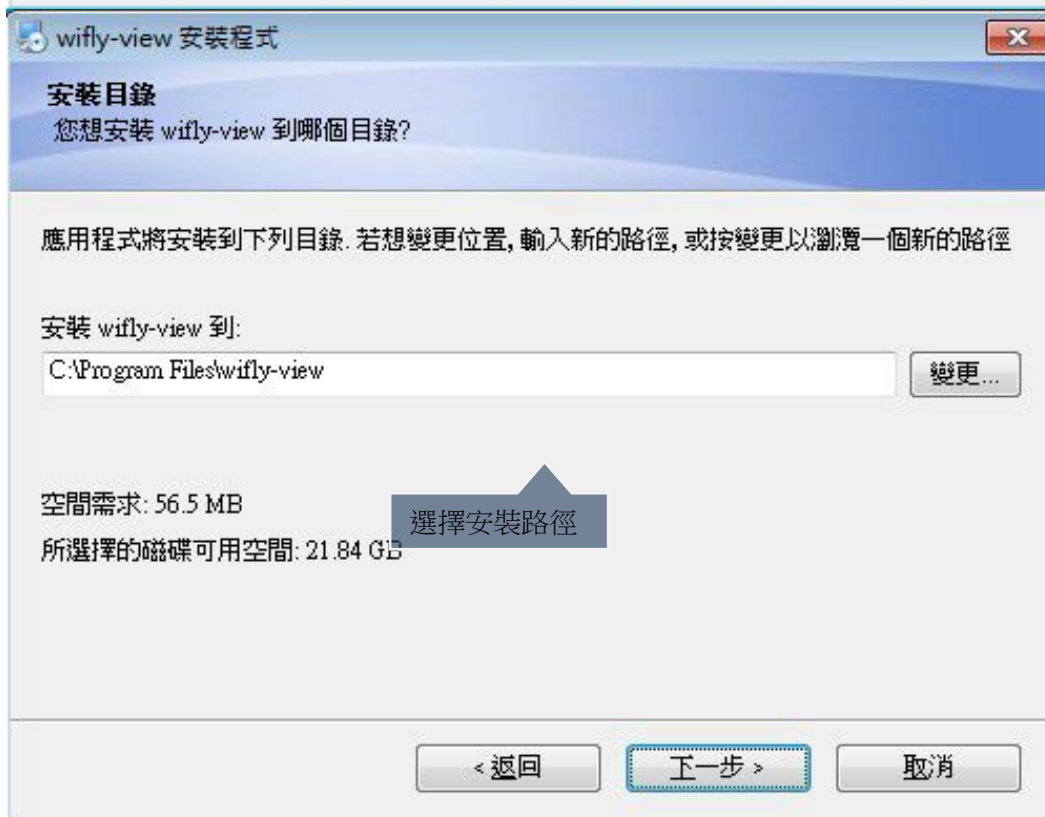 wifly-view 安裝程式
安裝目錄
您想安裝 wifly-view 到哪個目錄?
應用程式將安裝到下列目錄. 若想變更位置, 輸入新的路徑, 或按變更以瀏覽一個新的路徑
安裝 wifly-view 到:
C:\Program Files\wifly-view
變更...
空間需求: 56.5 MB
選擇安裝路徑
所選擇的磁碟可用空間: 21.84 GB
< 返回
下一步 >
取消